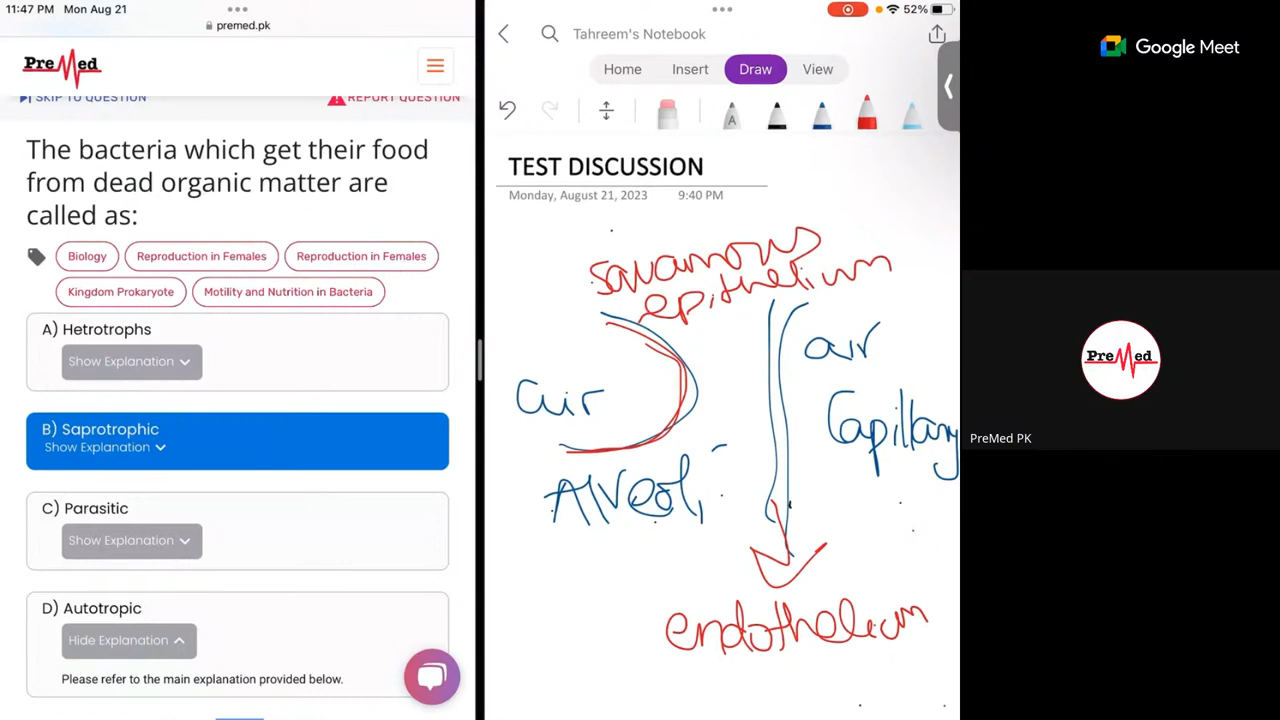 11:47 PM Mon Aug 21
premed.pk
PreMed
SKIP TO QUESTION
REPORT QUESTION
The bacteria which get their food
from dead organic matter are
called as:
Biology
Reproduction in Females
Reproduction in Females
Kingdom Prokaryote
Motility and Nutrition in Bacteria
A) Hetrotrophs
Show Explanation
B) Saprotrophic
Show Explanation
C) Parasitic
Show Explanation
D) Autotropic
Hide Explanation
Please refer to the main explanation provided below.
52%
Tahreem's Notebook
Home
Insert
Draw
View
A
TEST DISCUSSION
Monday, August 21, 2023 9:40 PM
squamous
epithelium
air
air
Capillary
Alveoli
endothelium
Google Meet
PreMed
PreMed PK